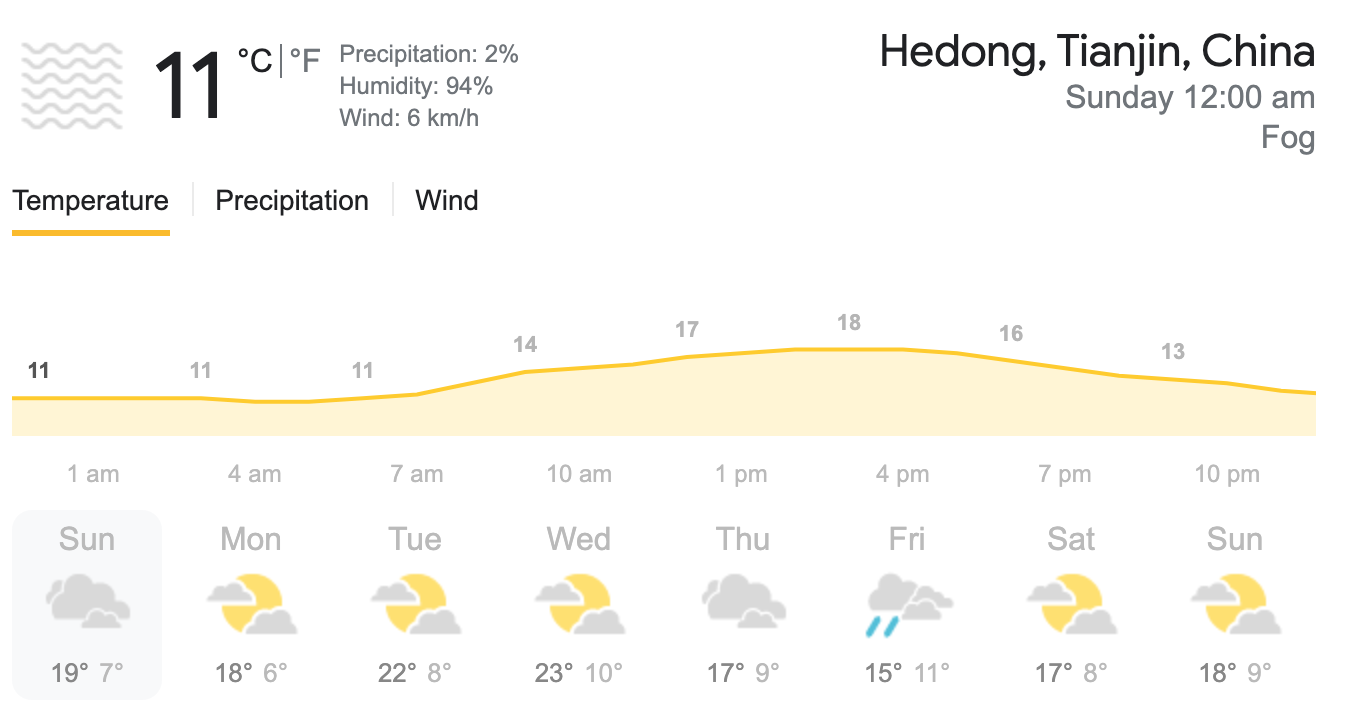 11 °C | °F
Precipitation: 2%
Humidity: 94%
Wind: 6 km/h
Hedong, Tianjin, China
Sunday 12:00 am
Fog
Temperature | Precipitation | Wind
11 11 11 14 17 18 16 13
1 am 4 am 7 am 10 am 1 pm 4 pm 7 pm 10 pm
Sun Mon Tue Wed Thu Fri Sat Sun
19° 7° 18° 6° 22° 8° 23° 10° 17° 9° 15° 11° 17° 8° 18° 9°